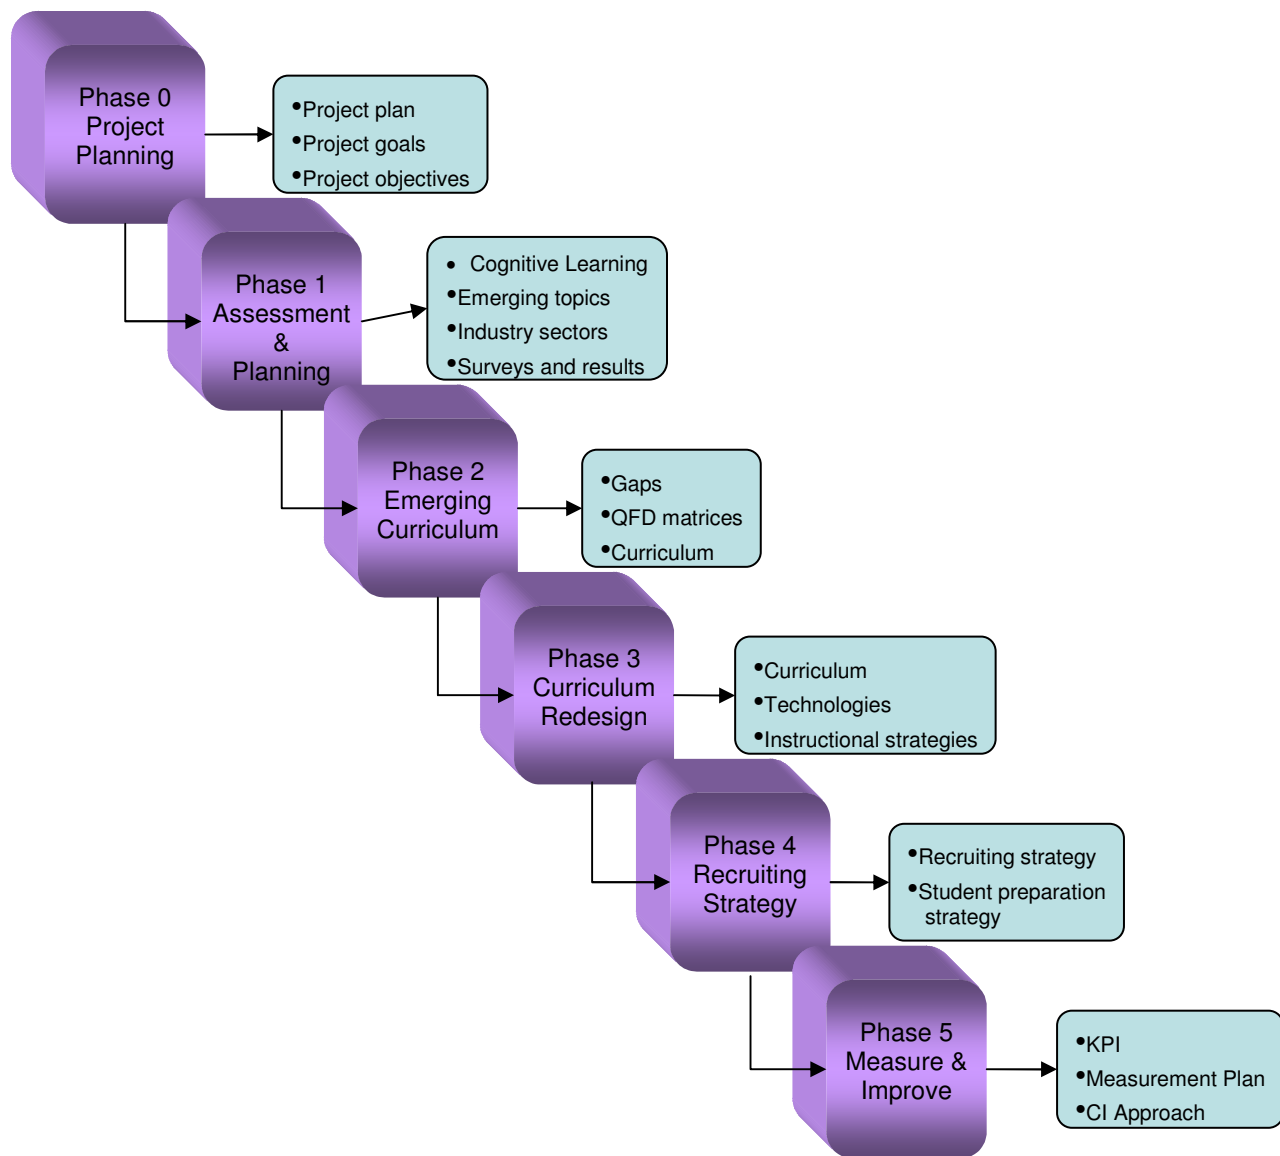 Phase 0
Project
Planning
•Project plan
•Project goals
•Project objectives
Phase 1
Assessment
&
Planning
• Cognitive Learning
•Emerging topics
•Industry sectors
•Surveys and results
Phase 2
Emerging
Curriculum
•Gaps
•QFD matrices
•Curriculum
Phase 3
Curriculum
Redesign
•Curriculum
•Technologies
•Instructional strategies
Phase 4
Recruiting
Strategy
•Recruiting strategy
•Student preparation
strategy
Phase 5
Measure &
Improve
•KPI
•Measurement Plan
•CI Approach